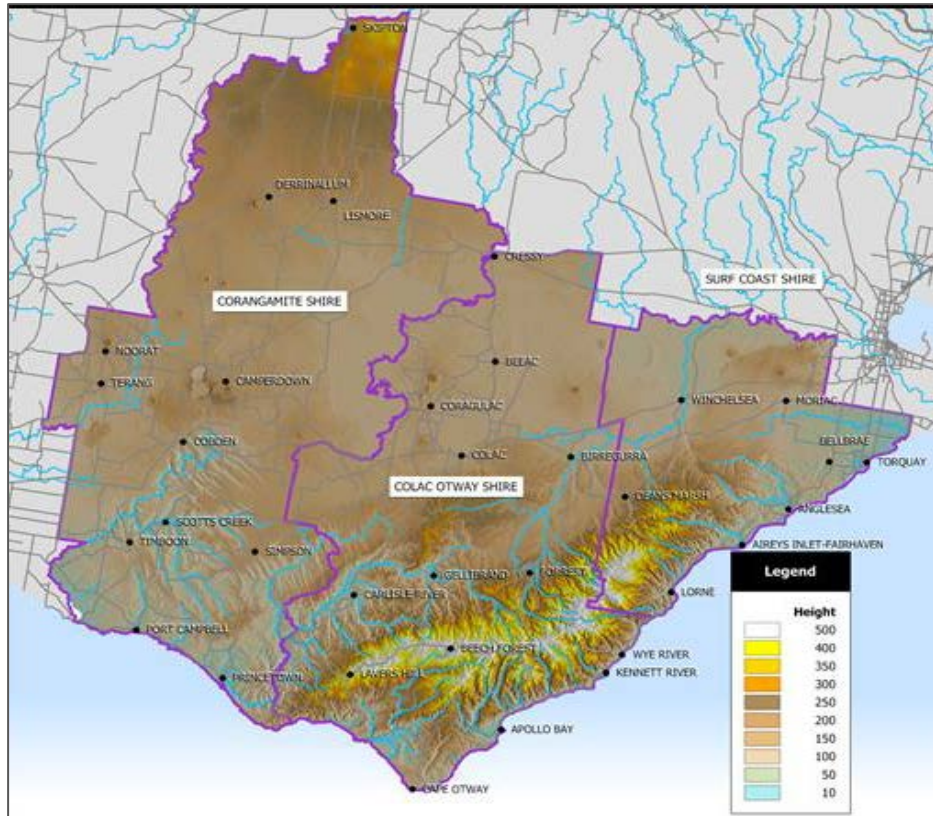 SKIPTON
DERRINALLUM
LISMORE
CRESSY
SURF COAST SHIRE
CORANGAMITE SHIRE
NOORAT
BEEAC
TERANG
CAMPERDOWN
CORAGULAC
WINCHELSEA
MORIAC
COBDEN
BELLBRAE
COLAC
BIRREGURRA
TORQUAY
COLAC OTWAY SHIRE
DEANS MARSH
ANGLESEA
SCOTTS CREEK
TIMBOON
SIMPSON
AIREYS INLET-FAIRHAVEN
GELLIBRAND
FORREST
CARLISLE RIVER
LORNE
PORT CAMPBELL
BEECH FOREST
WYE RIVER
LAVERS HILL
KENNETT RIVER
PRINCETOWN
APOLLO BAY
CAPE OTWAY
Legend
Height
500
400
350
300
250
200
150
100
50
10